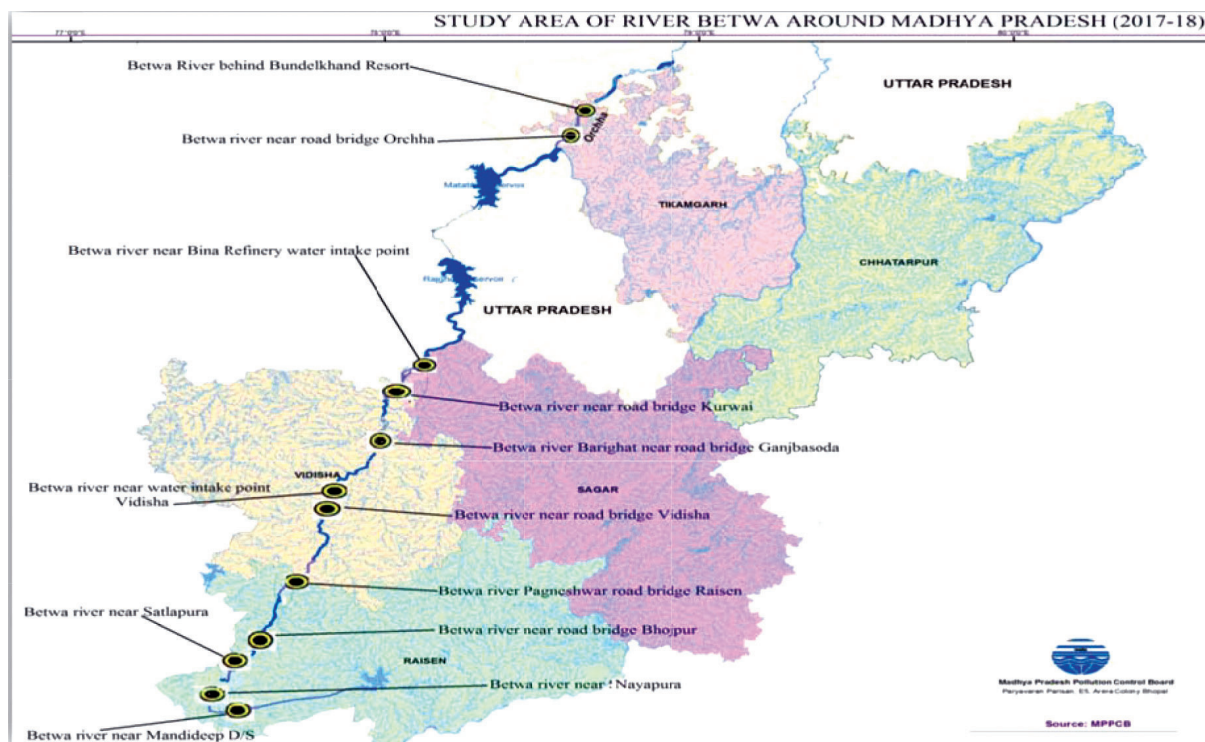 STUDY AREA OF RIVER BETWA AROUND MADHYA PRADESH (2017-18)
Betwa River behind Bundelkhand Resort
UTTAR PRADESH
Orchha
Betwa river near road bridge Orchha
TIKAMGARH
CHHATARPUR
Betwa river near Bina Refinery water intake point
UTTAR PRADESH
Betwa river near road bridge Kurwai
Betwa river Barighat near road bridge Ganjbasoda
VIDISHA
Betwa river near water intake point
Vidisha
SAGAR
Betwa river near road bridge Vidisha
Betwa river Pagneshwar road bridge Raisen
Betwa river near Satlapura
Betwa river near road bridge Bhojpur
RAISEN
Betwa river near Nayapura
Betwa river near Mandideep D/S
Madhya Pradesh Pollution Control Board
Paryavaran Parisan, E5, Arera Colony Bhopal
Source: MPPCB